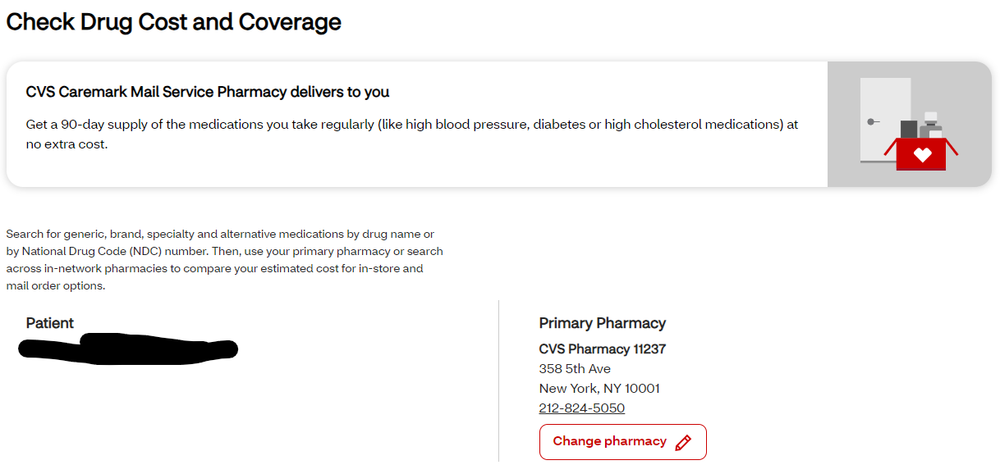 Check Drug Cost and Coverage
CVS Caremark Mail Service Pharmacy delivers to you
Get a 90-day supply of the medications you take regularly (like high blood pressure, diabetes or high cholesterol medications) at
no extra cost.
Search for generic, brand, specialty and alternative medications by drug name or
by National Drug Code (NDC) number. Then, use your primary pharmacy or search
across in-network pharmacies to compare your estimated cost for in-store and
mail order options.
Patient
Primary Pharmacy
CVS Pharmacy 11237
358 5th Ave
New York, NY 10001
212-824-5050
Change pharmacy